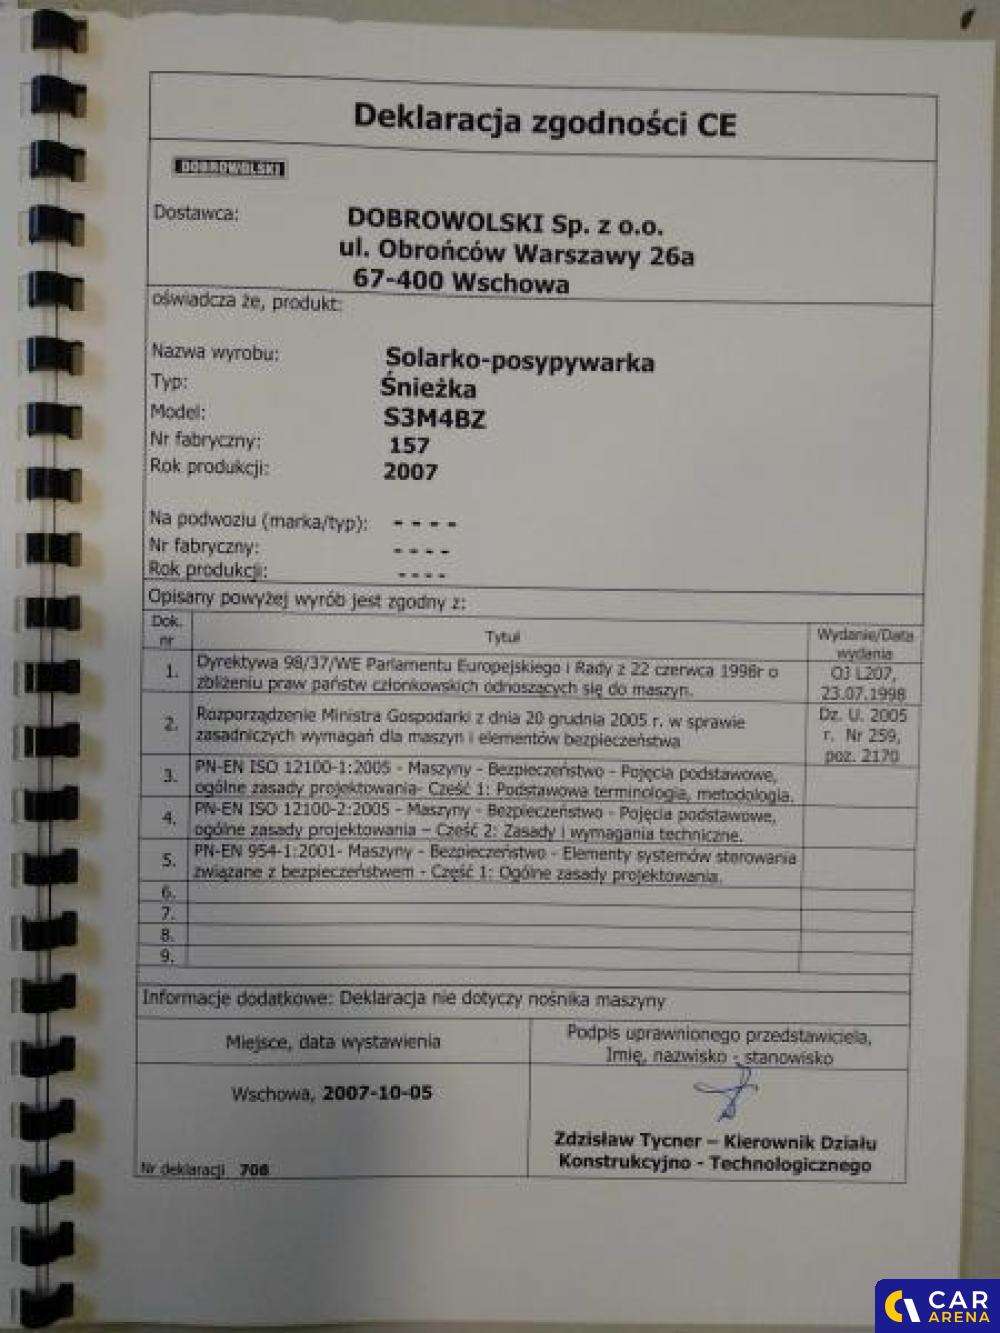 Deklaracja zgodności CE
DOBROWOLSKI
Dostawca:
DOBROWOLSKI Sp. z o.o.
ul. Obrońców Warszawy 26a
67-400 Wschowa
oświadcza że, produkt:
Nazwa wyrobu: Solarko-posypywarka
Typ: Śnieżka
Model: S3M4BZ
Nr fabryczny: 157
Rok produkcji: 2007
Na podwoziu (marka/typ): - - - -
Nr fabryczny: - - - -
Rok produkcji: - - - -
Opisany powyżej wyrób jest zgodny z:
Dok. nr
Tytuł
Wydanie/Data wydania
1. Dyrektywa 98/37/WE Parlamentu Europejskiego i Rady z 22 czerwca 1998r o
zbliżeniu praw państw członkowskich odnoszących się do maszyn.
OJ L207,
23.07.1998
2. Rozporządzenie Ministra Gospodarki z dnia 20 grudnia 2005 r. w sprawie
zasadniczych wymagań dla maszyn i elementów bezpieczeństwa
Dz. U. 2005
r. Nr 259,
poz. 2170
3. PN-EN ISO 12100-1:2005 - Maszyny - Bezpieczeństwo - Pojęcia podstawowe,
ogólne zasady projektowania- Cześć 1: Podstawowa terminologia, metodologia.
4. PN-EN ISO 12100-2:2005 - Maszyny - Bezpieczeństwo - Pojęcia podstawowe,
ogólne zasady projektowania – Cześć 2: Zasady i wymagania techniczne.
5. PN-EN 954-1:2001- Maszyny - Bezpieczeństwo - Elementy systemów sterowania
związane z bezpieczeństwem - Część 1: Ogólne zasady projektowania.
6.
7.
8.
9.
Informacje dodatkowe: Deklaracja nie dotyczy nośnika maszyny
Miejsce, data wystawienia
Podpis uprawnionego przedstawiciela,
Imię, nazwisko - stanowisko
Wschowa, 2007-10-05
Zdzisław Tycner – Kierownik Działu
Konstrukcyjno - Technologicznego
Nr deklaracji 706
CAR
ARENA